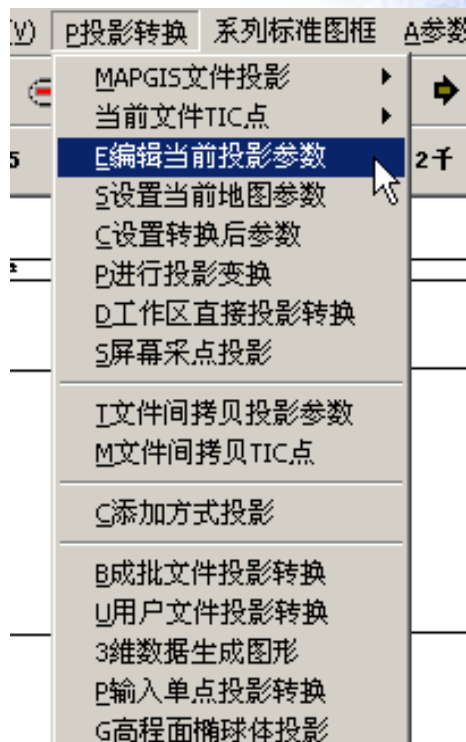 (V) P投影转换 系列标准图框 A参数
MAPGIS文件投影
当前文件TIC点
5 E编辑当前投影参数 2千
S设置当前地图参数
C设置转换后参数
P进行投影变换
D工作区直接投影转换
S屏幕采点投影
T文件间拷贝投影参数
M文件间拷贝TIC点
C添加方式投影
B成批文件投影转换
U用户文件投影转换
3维数据生成图形
P输入单点投影转换
G高程面椭球体投影